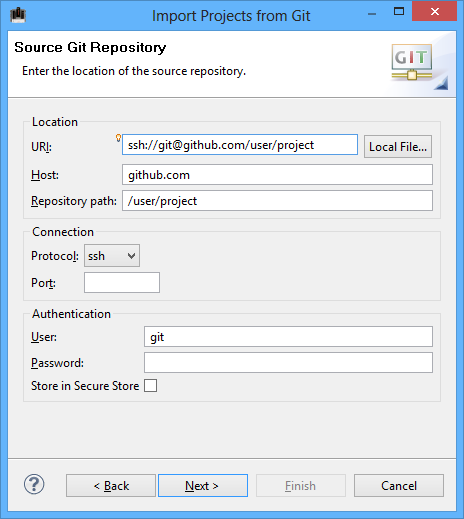 Import Projects from Git
Source Git Repository
Enter the location of the source repository.
GIT
Location
URI: ssh://git@github.com/user/project Local File...
Host: github.com
Repository path: /user/project
Connection
Protocol: ssh
Port:
Authentication
User: git
Password:
Store in Secure Store
? < Back Next > Finish Cancel